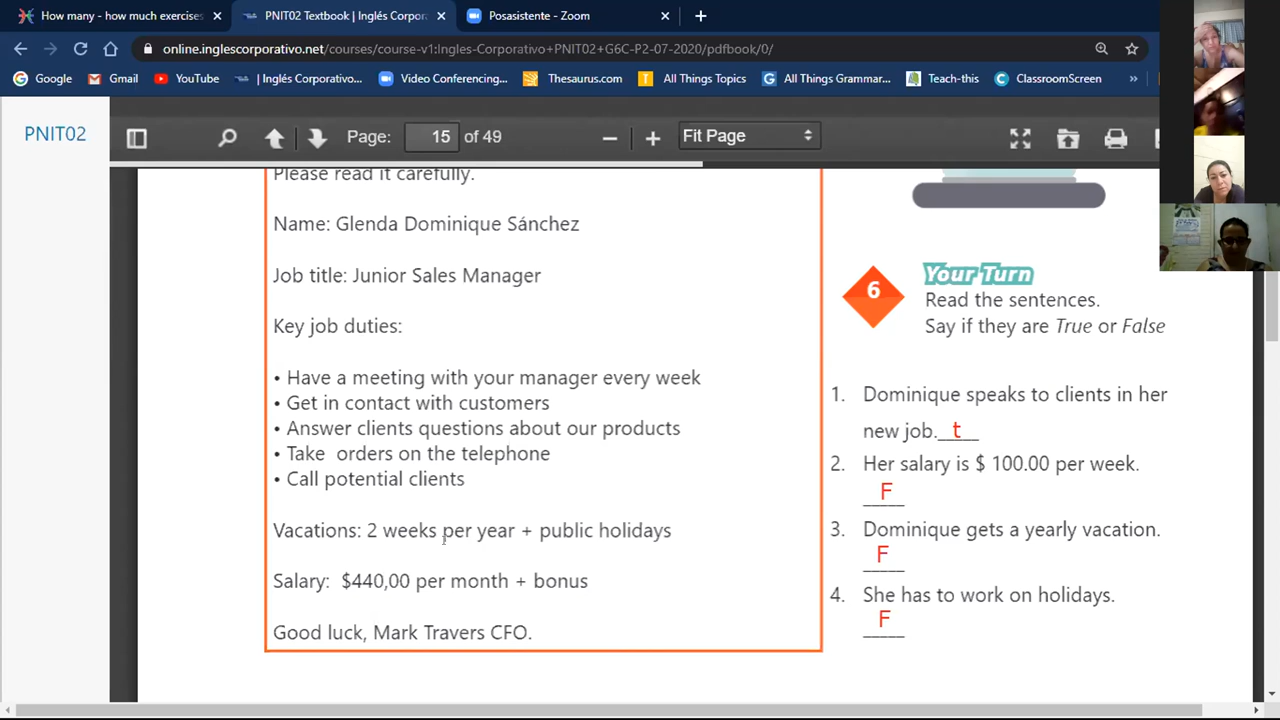 How many - how much exercises
PNIT02 Textbook | Inglés Corpor
Posasistente - Zoom
online.inglescorporativo.net/courses/course-v1:Ingles-Corporativo+PNIT02+G6C-P2-07-2020/pdfbook/0/
Google
Gmail
YouTube
| Inglés Corporativo...
Video Conferencing...
Thesaurus.com
All Things Topics
All Things Grammar...
Teach-this
ClassroomScreen
PNIT02
Page: 15 of 49
Fit Page
Please read it carefully.
Name: Glenda Dominique Sánchez
Job title: Junior Sales Manager
Key job duties:
• Have a meeting with your manager every week
• Get in contact with customers
• Answer clients questions about our products
• Take orders on the telephone
• Call potential clients
Vacations: 2 weeks per year + public holidays
Salary: $440,00 per month + bonus
Good luck, Mark Travers CFO.
6
Your Turn
Read the sentences.
Say if they are True or False
1. Dominique speaks to clients in her
new job. t
2. Her salary is $ 100.00 per week.
F
3. Dominique gets a yearly vacation.
F
4. She has to work on holidays.
F